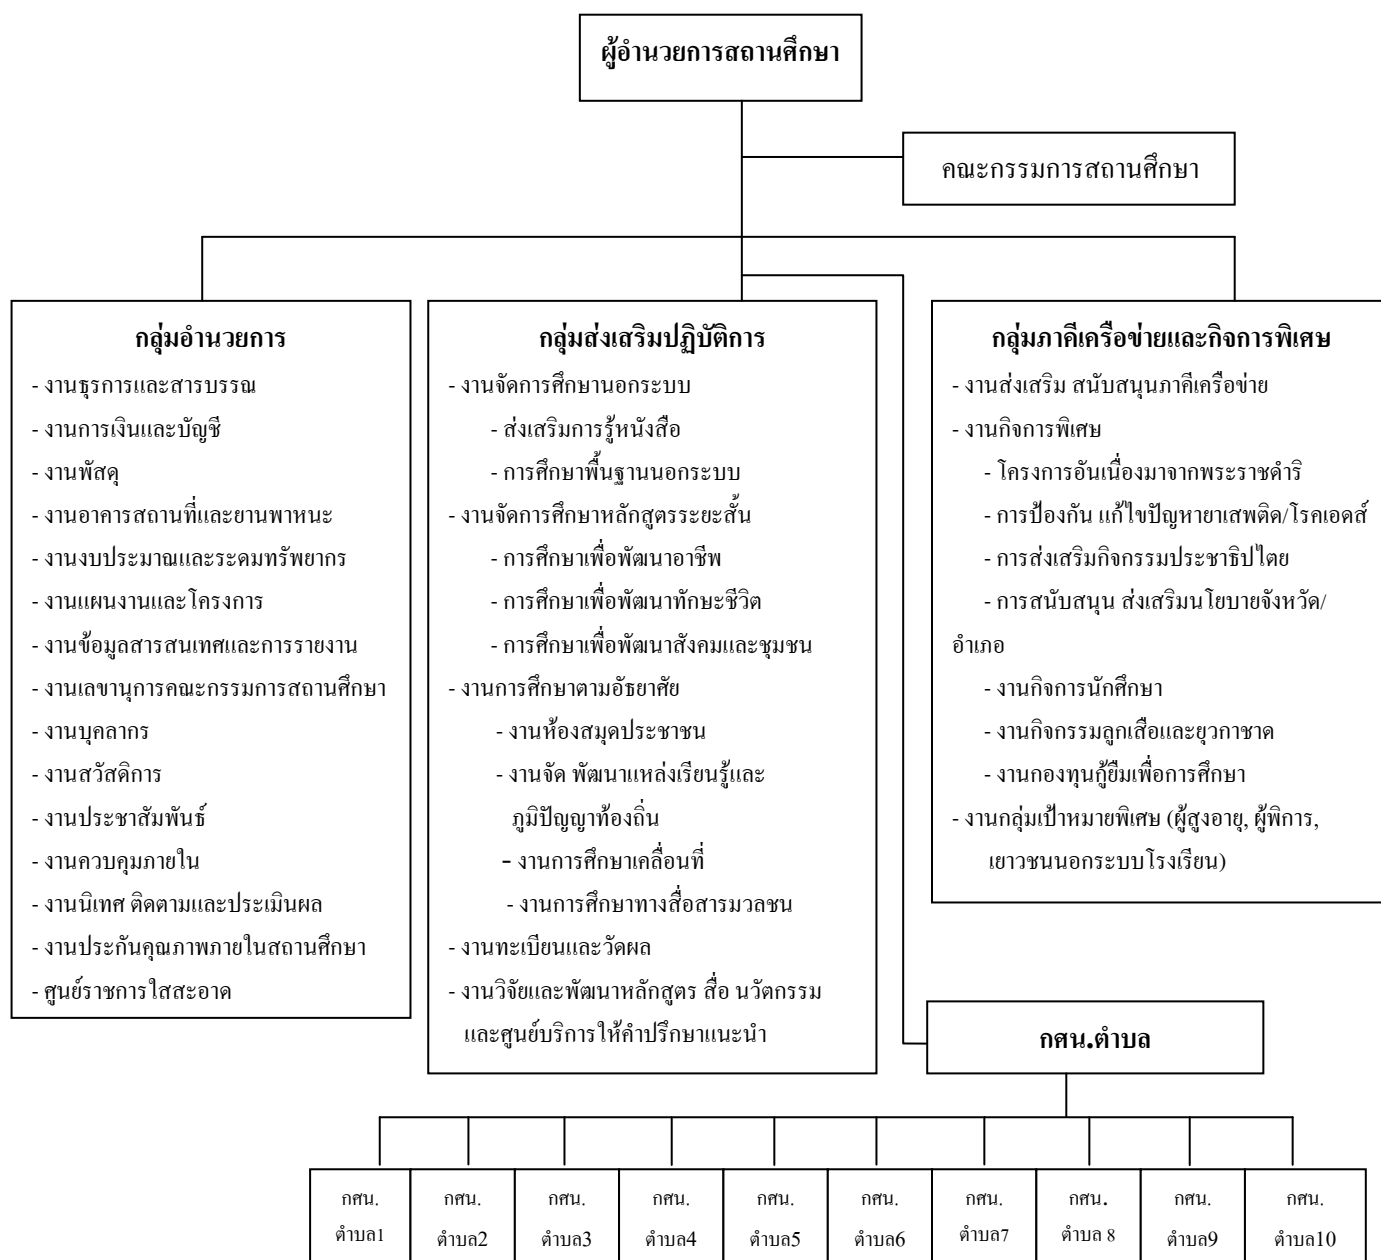 ผู้อำนวยการสถานศึกษา
คณะกรรมการสถานศึกษา
กลุ่มอำนวยการ
- งานธุรการและสารบรรณ
- งานการเงินและบัญชี
- งานพัสดุ
- งานอาคารสถานที่และยานพาหนะ
- งานงบประมาณและระดมทรัพยากร
- งานแผนงานและโครงการ
- งานข้อมูลสารสนเทศและการรายงาน
- งานเลขานุการคณะกรรมการสถานศึกษา
- งานบุคลากร
- งานสวัสดิการ
- งานประชาสัมพันธ์
- งานควบคุมภายใน
- งานนิเทศ ติดตามและประเมินผล
- งานประกันคุณภาพภายในสถานศึกษา
- ศูนย์ราชการใสสะอาด
กลุ่มส่งเสริมปฏิบัติการ
- งานจัดการศึกษานอกระบบ
- ส่งเสริมการรู้หนังสือ
- การศึกษาพื้นฐานนอกระบบ
- งานจัดการศึกษาหลักสูตรระยะสั้น
- การศึกษาเพื่อพัฒนาอาชีพ
- การศึกษาเพื่อพัฒนาทักษะชีวิต
- การศึกษาเพื่อพัฒนาสังคมและชุมชน
- งานการศึกษาตามอัธยาศัย
- งานห้องสมุดประชาชน
- งานจัด พัฒนาแหล่งเรียนรู้และ
ภูมิปัญญาท้องถิ่น
- งานการศึกษาเคลื่อนที่
- งานการศึกษาทางสื่อสารมวลชน
- งานทะเบียนและวัดผล
- งานวิจัยและพัฒนาหลักสูตร สื่อ นวัตกรรม
และศูนย์บริการให้คำปรึกษาแนะนำ
กลุ่มภาคีเครือข่ายและกิจการพิเศษ
- งานส่งเสริม สนับสนุนภาคีเครือข่าย
- งานกิจการพิเศษ
- โครงการอันเนื่องมาจากพระราชดำริ
- การป้องกัน แก้ไขปัญหายาเสพติด/โรคเอดส์
- การส่งเสริมกิจกรรมประชาธิปไตย
- การสนับสนุน ส่งเสริมนโยบายจังหวัด/
อำเภอ
- งานกิจการนักศึกษา
- งานกิจกรรมลูกเสือและยุวกาชาด
- งานกองทุนกู้ยืมเพื่อการศึกษา
- งานกลุ่มเป้าหมายพิเศษ (ผู้สูงอายุ, ผู้พิการ,
เยาวชนนอกระบบโรงเรียน)
กศน.ตำบล
กศน.
ตำบล1
กศน.
ตำบล2
กศน.
ตำบล3
กศน.
ตำบล4
กศน.
ตำบล5
กศน.
ตำบล6
กศน.
ตำบล7
กศน.
ตำบล 8
กศน.
ตำบล9
กศน.
ตำบล10